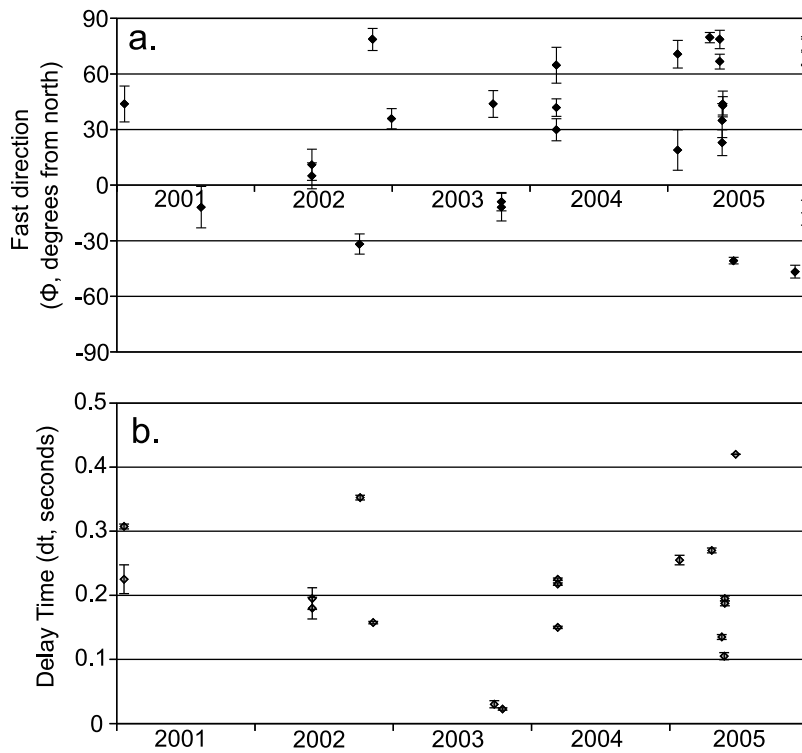 a.
90
60
30
0
-30
-60
-90
Fast direction
(Φ, degrees from north)
2001 2002 2003 2004 2005
b.
0.5
0.4
0.3
0.2
0.1
0
Delay Time (dt, seconds)
2001 2002 2003 2004 2005